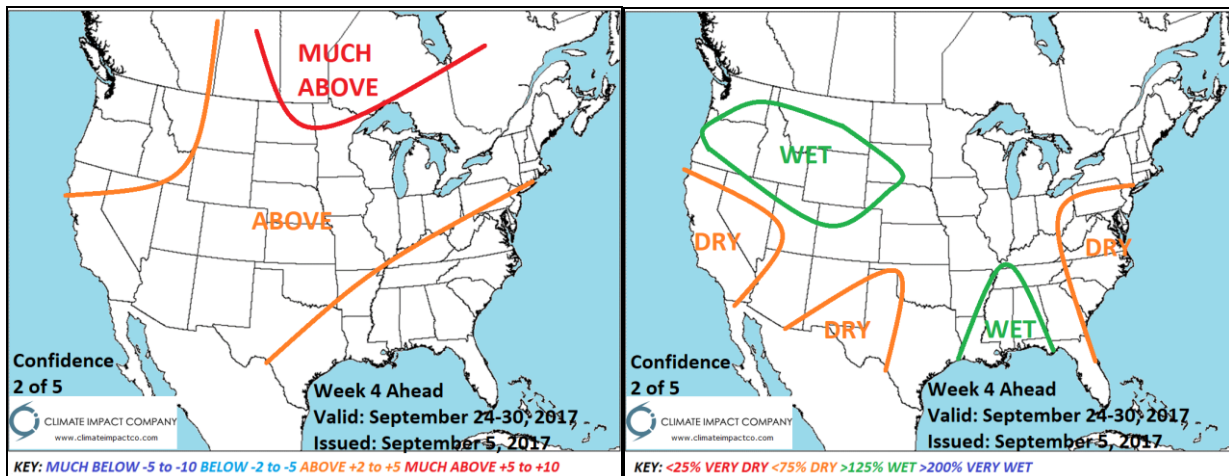 MUCH
ABOVE
ABOVE
Confidence
2 of 5
Week 4 Ahead
Valid: September 24-30, 2017
Issued: September 5, 2017
CLIMATE IMPACT COMPANY
www.climateimpactco.com
KEY: MUCH BELOW -5 to -10 BELOW -2 to -5 ABOVE +2 to +5 MUCH ABOVE +5 to +10
WET
DRY
DRY
DRY
WET
Confidence
2 of 5
Week 4 Ahead
Valid: September 24-30, 2017
Issued: September 5, 2017
CLIMATE IMPACT COMPANY
www.climateimpactco.com
KEY: <25% VERY DRY <75% DRY >125% WET >200% VERY WET